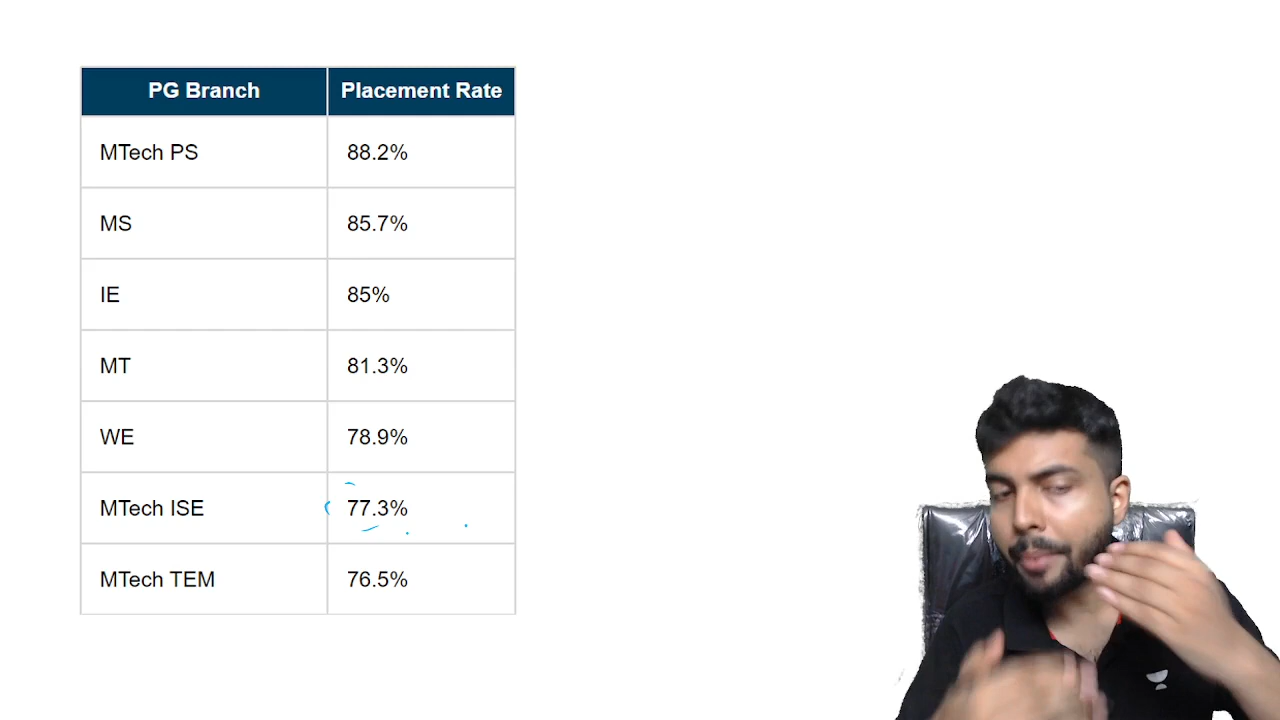 PG Branch Placement Rate
MTech PS 88.2%
MS 85.7%
IE 85%
MT 81.3%
WE 78.9%
MTech ISE 77.3%
MTech TEM 76.5%